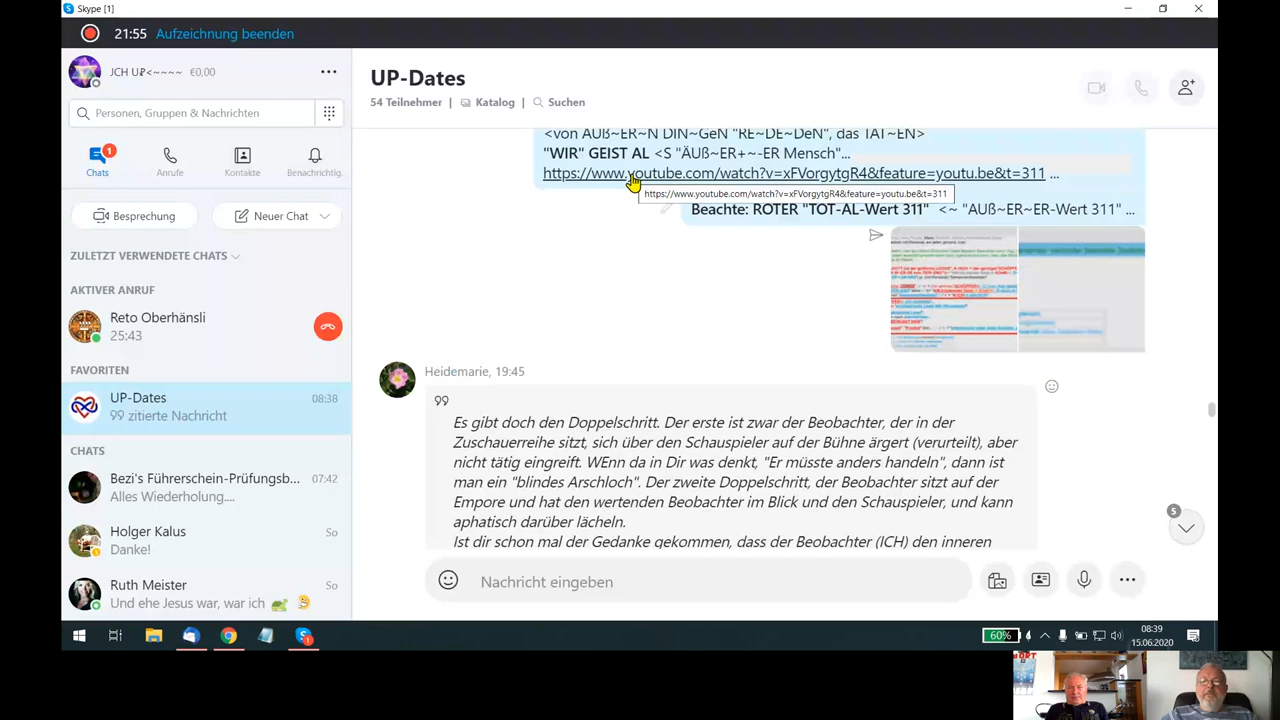 Skype [1]
21:55 Aufzeichnung beenden
JCH UP<~~~~ €0,00
Personen, Gruppen & Nachrichten
1
Chats Anrufe Kontakte Benachrichtig.
Besprechung Neuer Chat
ZULETZT VERWENDETE CHATS
AKTIVER ANRUF
Reto Oberhänsli
25:43
FAVORITEN
UP-Dates 08:38
zitierte Nachricht
CHATS
Bezi's Führerschein-Prüfungsb... 07:42
Alles Wiederholung....
Holger Kalus So
Danke!
Ruth Meister So
Und ehe Jesus war, war ich
UP-Dates
54 Teilnehmer | Katalog | Suchen
<von AUß~ER~N DIN~GeN "RE~DE~DeN", das TAT~EN>
"WIR" GEIST AL <S "ÄUß~ER+~-ER Mensch"...
https://www.youtube.com/watch?v=xFVorgytgR4&feature=youtu.be&t=311 ...
https://www.youtube.com/watch?v=xFVorgytgR4&feature=youtu.be&t=311
Beachte: ROTER "TOT-AL-Wert 311" <~ "AUß~ER~ER-Wert 311" ...
Heidemarie, 19:45
Es gibt doch den Doppelschritt. Der erste ist zwar der Beobachter, der in der
Zuschauerreihe sitzt, sich über den Schauspieler auf der Bühne ärgert (verurteilt), aber
nicht tätig eingreift. WEnn da in Dir was denkt, "Er müsste anders handeln", dann ist
man ein "blindes Arschloch". Der zweite Doppelschritt, der Beobachter sitzt auf der
Empore und hat den wertenden Beobachter im Blick und den Schauspieler, und kann
aphatisch darüber lächeln.
Ist dir schon mal der Gedanke gekommen, dass der Beobachter (ICH) den inneren
5
Nachricht eingeben
60%
08:39
15.06.2020